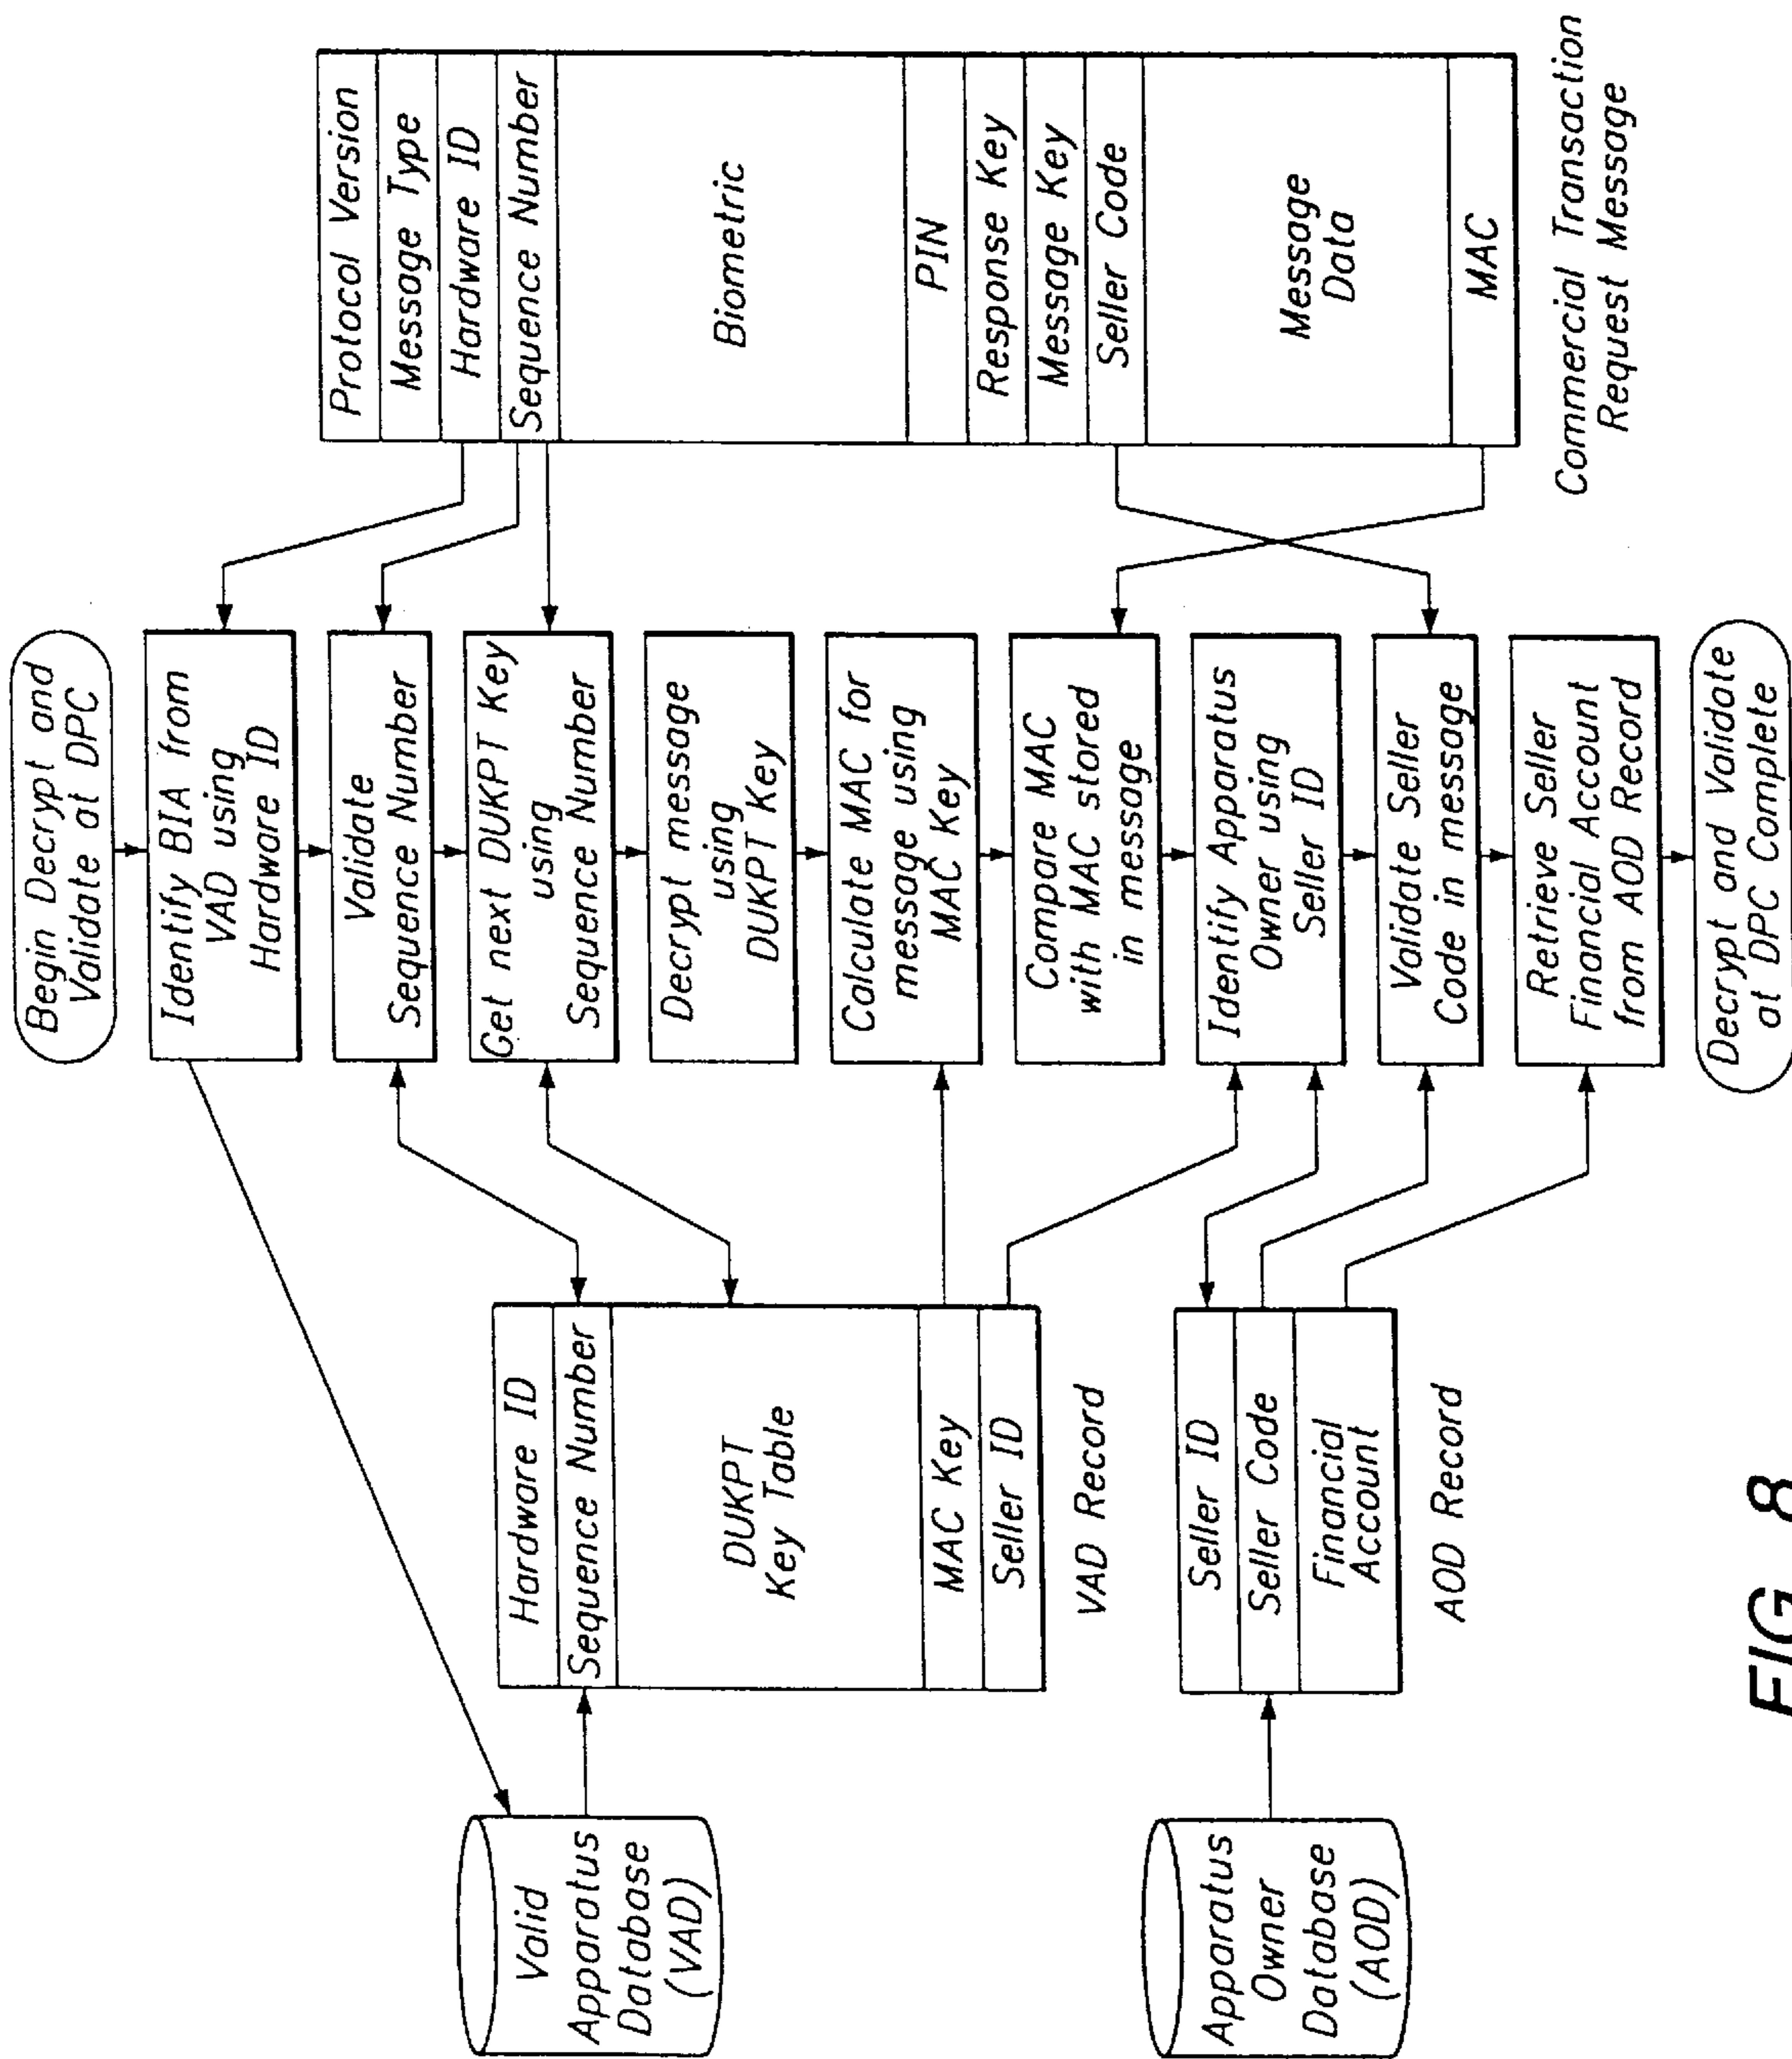 Begin Decrypt and
Validate at DPC
Identify BIA from
VAD using
Hardware ID
Validate
Sequence Number
Get next DUKPT Key
using
Sequence Number
Decrypt message
using
DUKPT Key
Calculate MAC for
message using
MAC Key
Compare MAC
with MAC stored
in message
Identify Apparatus
Owner using
Seller ID
Validate Seller
Code in message
Retrieve Seller
Financial Account
from AOD Record
Decrypt and Validate
at DPC Complete
Protocol Version
Message Type
Hardware ID
Sequence Number
Biometric
PIN
Response Key
Message Key
Seller Code
Message
Data
MAC
Commercial Transaction
Request Message
Hardware ID
Sequence Number
DUKPT
Key Table
MAC Key
Seller ID
VAD Record
Seller ID
Seller Code
Financial
Account
AOD Record
Valid
Apparatus
Database
(VAD)
Apparatus
Owner
Database
(AOD)
FIG. 8